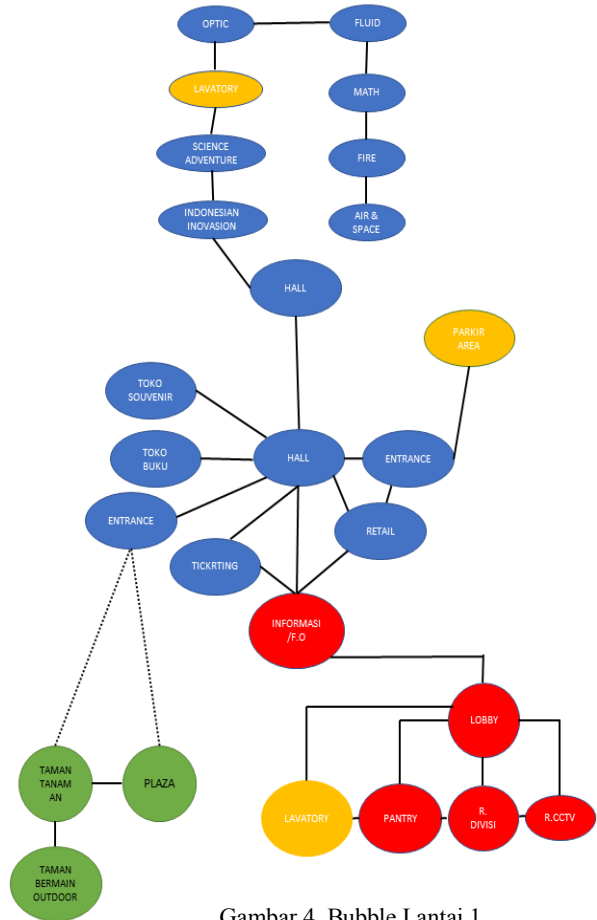 OPTIC
FLUID
LAVATORY
MATH
SCIENCE
ADVENTURE
FIRE
INDONESIAN
INOVASION
AIR &
SPACE
HALL
PARKIR
AREA
TOKO
SOUVENIR
TOKO
BUKU
HALL
ENTRANCE
ENTRANCE
RETAIL
TICKRTING
INFORMASI
/F.O
LOBBY
TAMAN
TANAM
AN
PLAZA
LAVATORY
PANTRY
R.
DIVISI
R.CCTV
TAMAN
BERMAIN
OUTDOOR
Gambar 4. Bubble Lantai 1